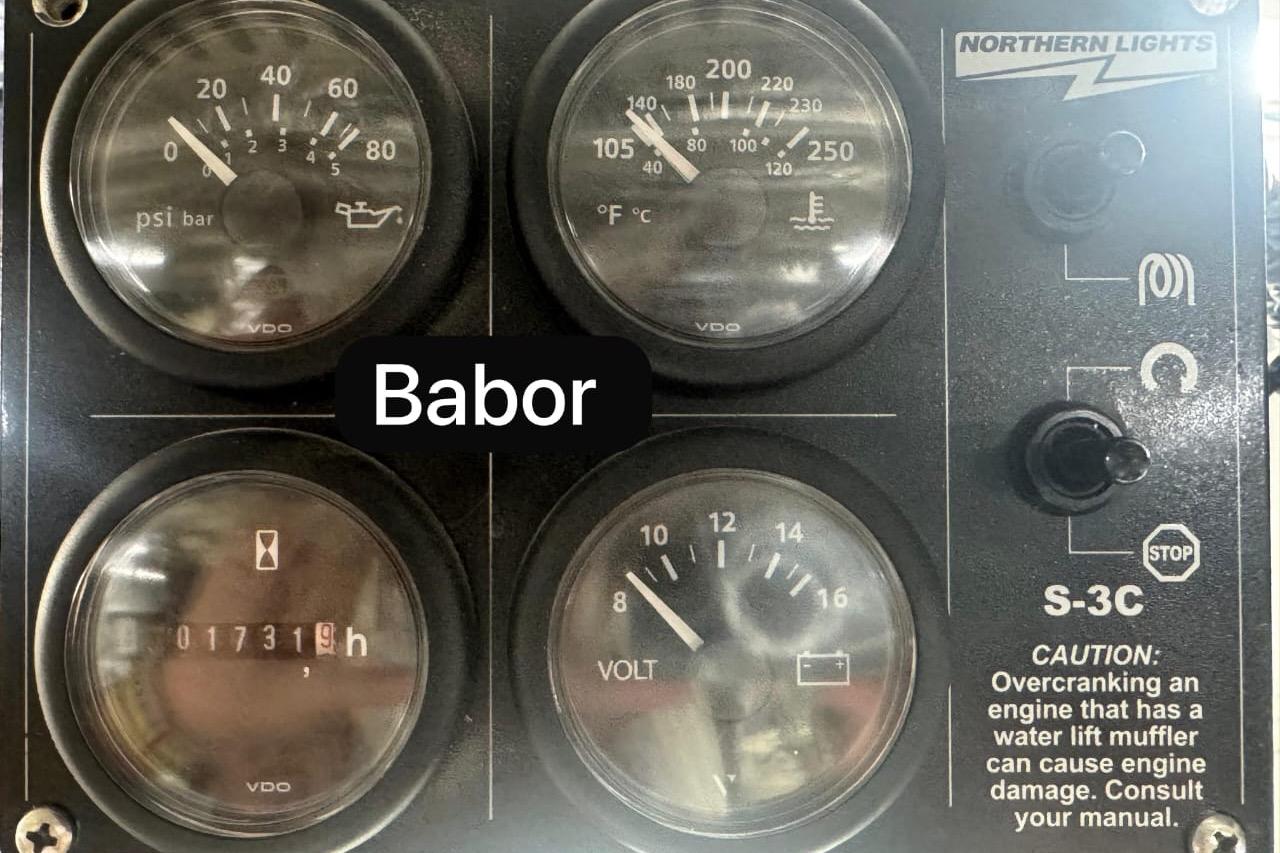 NORTHERN LIGHTS
0 20 40 60 80
0 1 2 3 4 5
psi bar
VDO
105 140 180 200 220 230 250
40 80 100 120
°F °C
VDO
Babor
017319h
,
VDO
8 10 12 14 16
VOLT
- +
V
STOP
S-3C
CAUTION:
Overcranking an
engine that has a
water lift muffler
can cause engine
damage. Consult
your manual.